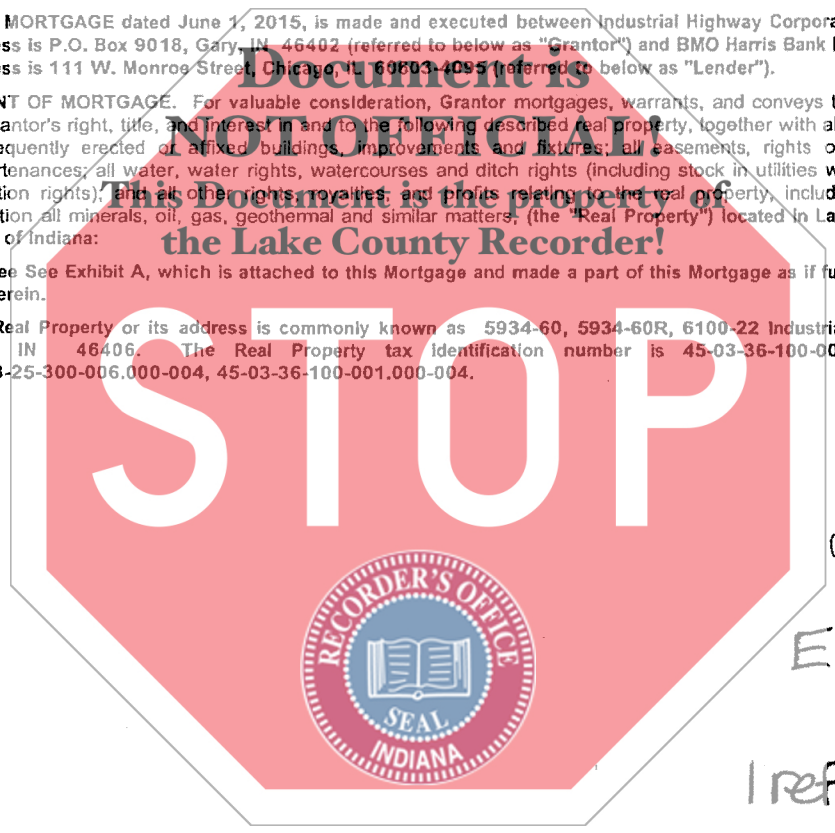 MORTGAGE dated June 1, 2015, is made and executed between Industrial Highway Corpora
ss is P.O. Box 9018, Gary, IN 46402 (referred to below as "Grantor") and BMO Harris Bank
ss is 111 W. Monroe Street, Chicago, IL 60603-4095 (referred to below as "Lender").
Document is
NT OF MORTGAGE. For valuable consideration, Grantor mortgages, warrants, and conveys t
antor's right, title, and interest in and to the following described real property, together with al
NOT OFFICIAL!
equently erected or affixed buildings, improvements and fixtures; all easements, rights o
rtenances; all water, water rights, watercourses and ditch rights (including stock in utilities w
This Document is the property of
tion rights); and all other rights, royalties, and profits relating to the real property, includ
tion all minerals, oil, gas, geothermal and similar matters, (the "Real Property") located in La
of Indiana:
the Lake County Recorder!
ee See Exhibit A, which is attached to this Mortgage and made a part of this Mortgage as if fu
erein.
Real Property or its address is commonly known as 5934-60, 5934-60R, 6100-22 Industria
IN 46406. The Real Property tax identification number is 45-03-36-100-00
3-25-300-006.000-004, 45-03-36-100-001.000-004.
STOP
RECORDER'S OFFICE
SEAL
INDIANA
E
I ref